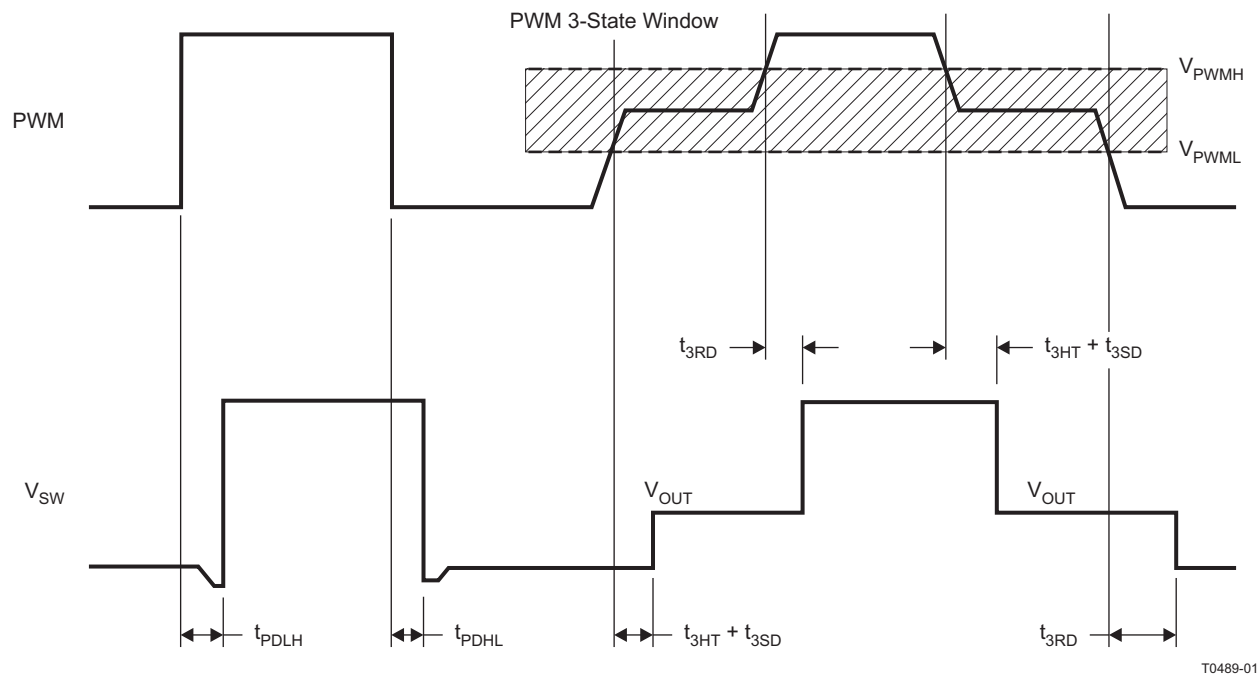 PWM 3-State Window
V_PWMH
PWM
V_PWML
t_3RD
t_3HT + t_3SD
V_SW
V_OUT
V_OUT
t_PDLH
t_PDHL
t_3HT + t_3SD
t_3RD
T0489-01